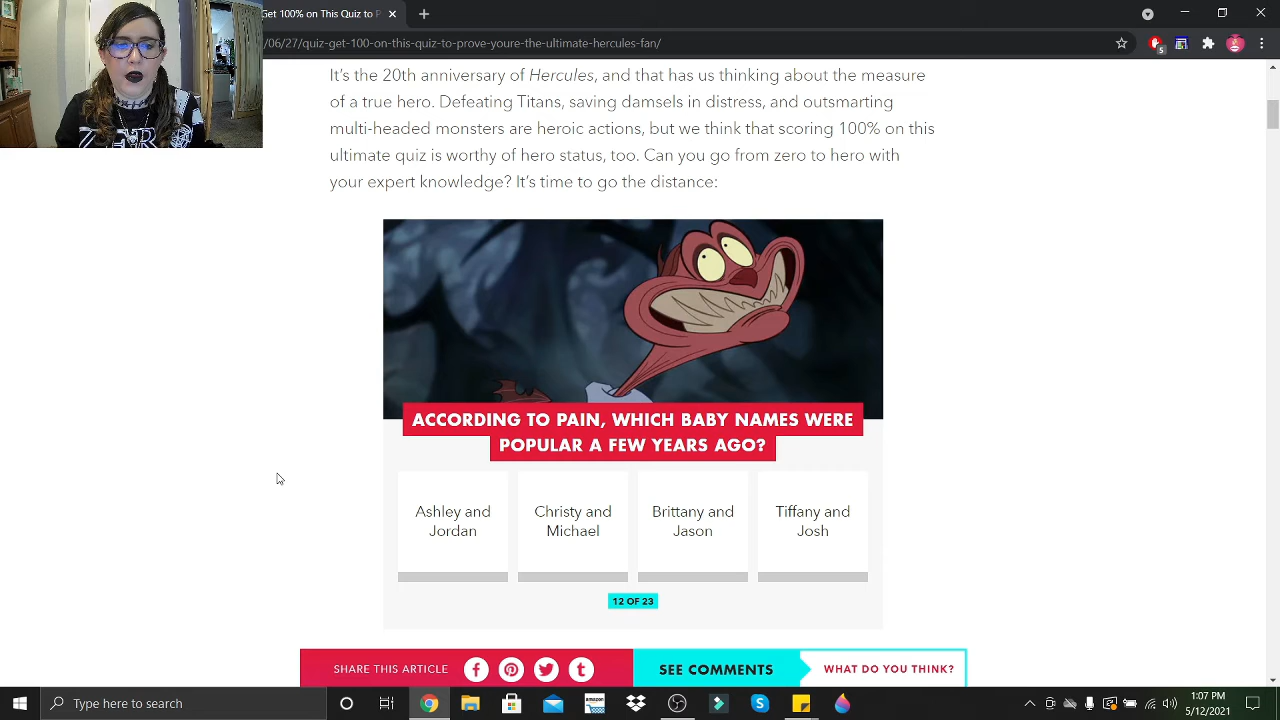 Get 100% on This Quiz to P
/06/27/quiz-get-100-on-this-quiz-to-prove-youre-the-ultimate-hercules-fan/
5
It's the 20th anniversary of Hercules, and that has us thinking about the measure
of a true hero. Defeating Titans, saving damsels in distress, and outsmarting
multi-headed monsters are heroic actions, but we think that scoring 100% on this
ultimate quiz is worthy of hero status, too. Can you go from zero to hero with
your expert knowledge? It's time to go the distance:
ACCORDING TO PAIN, WHICH BABY NAMES WERE
POPULAR A FEW YEARS AGO?
Ashley and
Jordan
Christy and
Michael
Brittany and
Jason
Tiffany and
Josh
12 OF 23
SHARE THIS ARTICLE
SEE COMMENTS
WHAT DO YOU THINK?
Type here to search
amazon
1:07 PM
5/12/2021